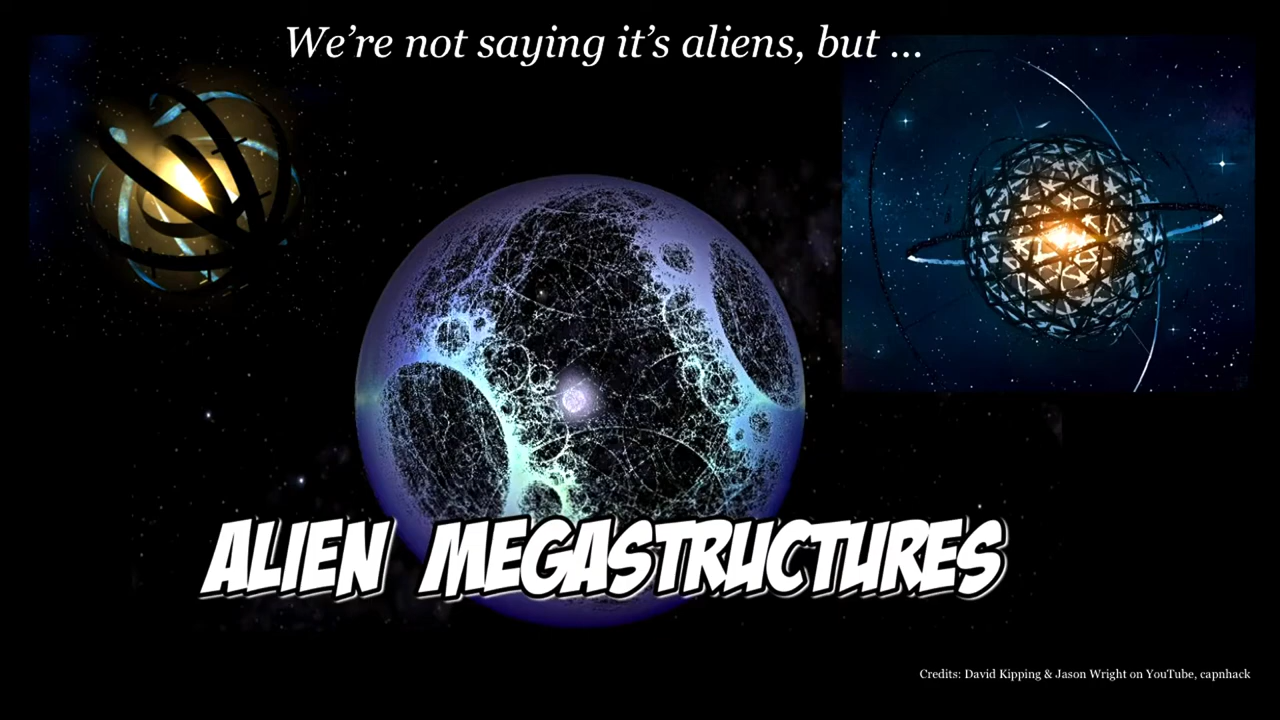 We’re not saying it’s aliens, but ...
ALIEN MEGASTRUCTURES
Credits: David Kipping & Jason Wright on YouTube, capnhack